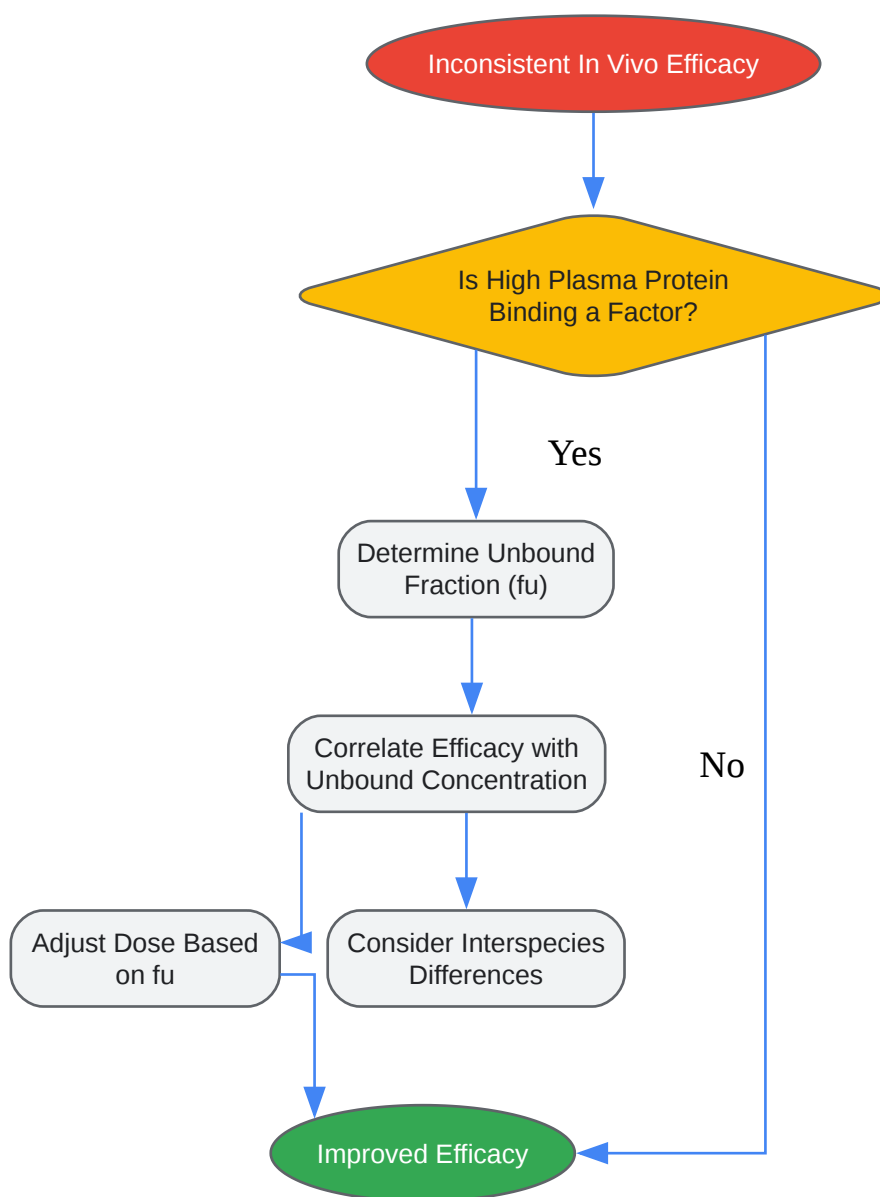 Inconsistent In Vivo Efficacy
Is High Plasma Protein
Binding a Factor?
Yes
Determine Unbound
Fraction (fu)
Correlate Efficacy with
Unbound Concentration
No
Adjust Dose Based
on fu
Consider Interspecies
Differences
Improved Efficacy